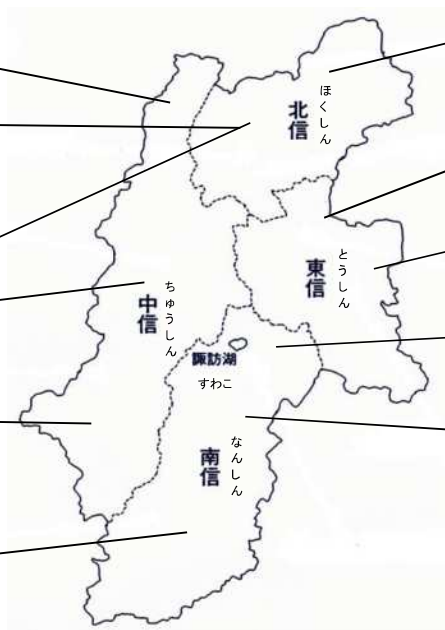 北信
ほくしん
東信
とうしん
中信
ちゅうしん
諏訪湖
すわこ
南信
なんしん